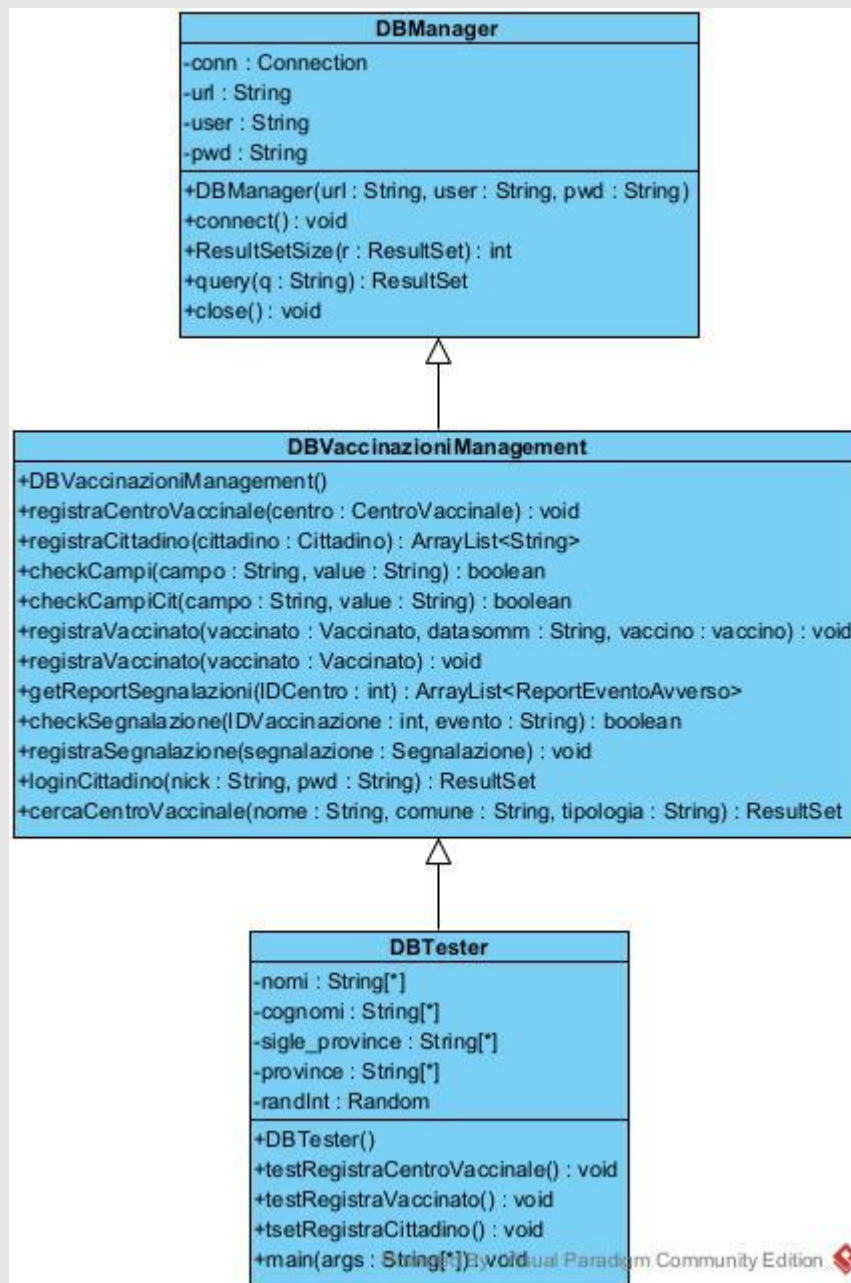 DBManager
-conn : Connection
-url : String
-user : String
-pwd : String
+DBManager(url : String, user : String, pwd : String)
+connect() : void
+ResultSetSize(r : ResultSet) : int
+query(q : String) : ResultSet
+close() : void
DBVaccinazioniManagement
+DBVaccinazioniManagement()
+registraCentroVaccinale(centro : CentroVaccinale) : void
+registraCittadino(cittadino : Cittadino) : ArrayList<String>
+checkCampi(campo : String, value : String) : boolean
+checkCampiCit(campo : String, value : String) : boolean
+registraVaccinato(vaccinato : Vaccinato, datasomm : String, vaccino : vaccino) : void
+registraVaccinato(vaccinato : Vaccinato) : void
+getReportSegnalazioni(IDCentro : int) : ArrayList<ReportEventoAvverso>
+checkSegnalazione(IDVaccinazione : int, evento : String) : boolean
+registraSegnalazione(segnalazione : Segnalazione) : void
+loginCittadino(nick : String, pwd : String) : ResultSet
+cercaCentroVaccinale(nome : String, comune : String, tipologia : String) : ResultSet
DBTester
-nomi : String[*]
-cognomi : String[*]
-sigle_province : String[*]
-province : String[*]
-randInt : Random
+DBTester()
+testRegistraCentroVaccinale() : void
+testRegistraVaccinato() : void
+tsetRegistraCittadino() : void
+main(args : String[*]) : void
Visual Paradigm Community Edition